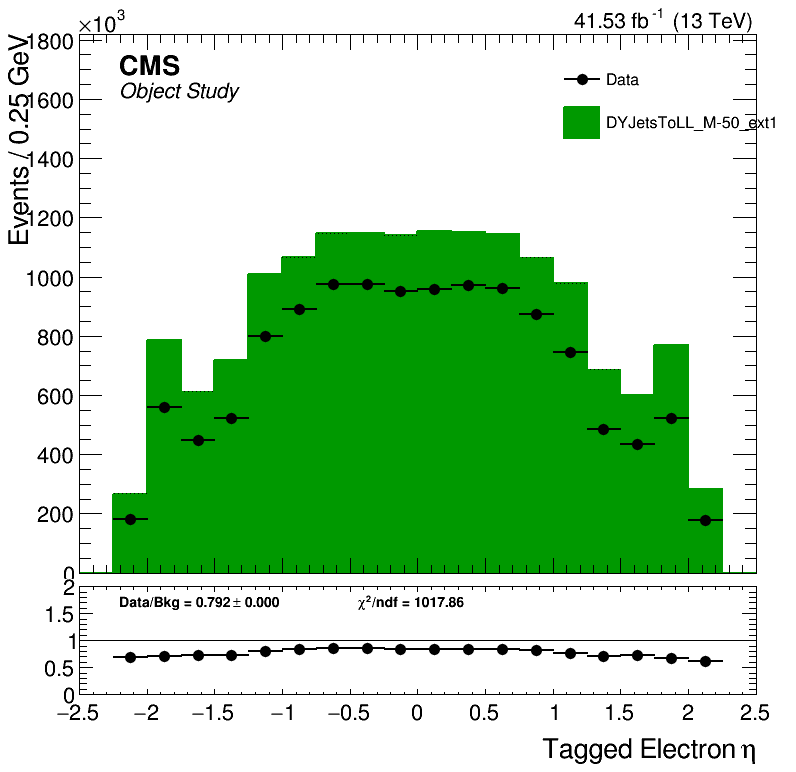 ×10³
41.53 fb⁻¹ (13 TeV)
Events / 0.25 GeV
CMS
Object Study
Data
DYJetsToLL_M-50_ext1
1800
1600
1400
1200
1000
800
600
400
200
0
Data/Bkg = 0.792 ± 0.000
χ²/ndf = 1017.86
2
1.5
1
0.5
0
−2.5 −2 −1.5 −1 −0.5 0 0.5 1 1.5 2 2.5
Tagged Electron η